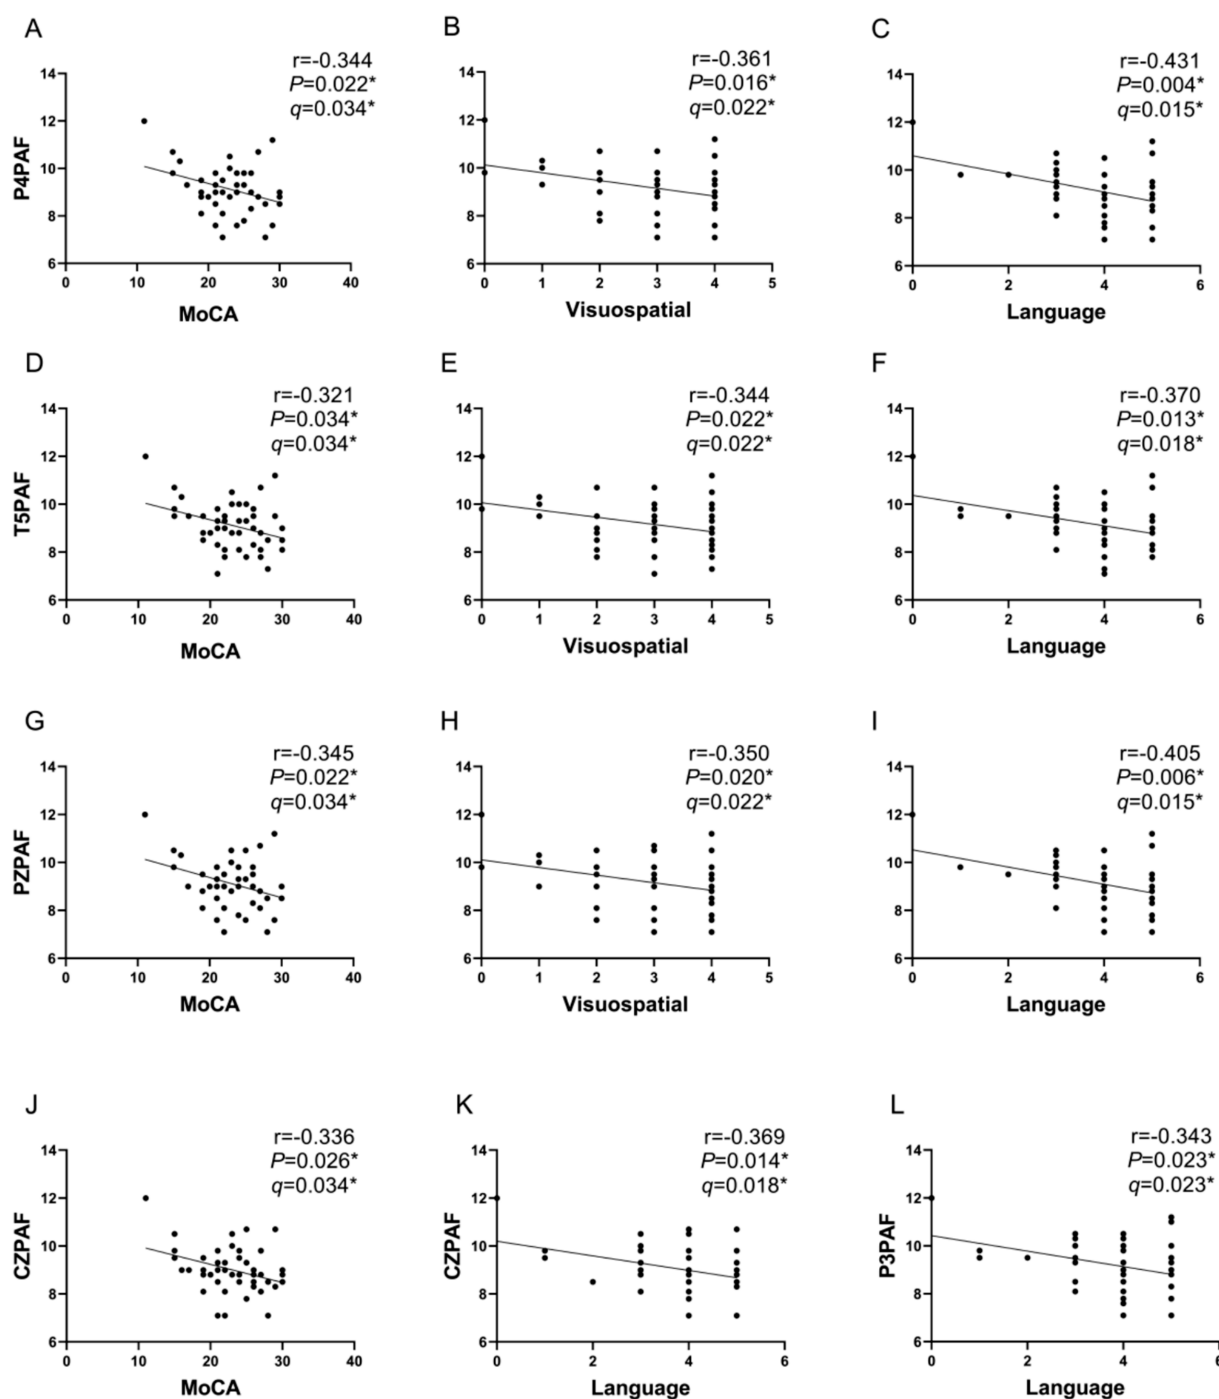 A
r=-0.344
P=0.022*
q=0.034*
14
12
10
8
6
P4PAF
0 10 20 30 40
MoCA
B
r=-0.361
P=0.016*
q=0.022*
14
12
10
8
6
0 1 2 3 4 5
Visuospatial
C
r=-0.431
P=0.004*
q=0.015*
14
12
10
8
6
0 2 4 6
Language
D
r=-0.321
P=0.034*
q=0.034*
14
12
10
8
6
T5PAF
0 10 20 30 40
MoCA
E
r=-0.344
P=0.022*
q=0.022*
14
12
10
8
6
0 1 2 3 4 5
Visuospatial
F
r=-0.370
P=0.013*
q=0.018*
14
12
10
8
6
0 2 4 6
Language
G
r=-0.345
P=0.022*
q=0.034*
14
12
10
8
6
PZPAF
0 10 20 30 40
MoCA
H
r=-0.350
P=0.020*
q=0.022*
14
12
10
8
6
0 1 2 3 4 5
Visuospatial
I
r=-0.405
P=0.006*
q=0.015*
14
12
10
8
6
0 2 4 6
Language
J
r=-0.336
P=0.026*
q=0.034*
14
12
10
8
6
CZPAF
0 10 20 30 40
MoCA
K
r=-0.369
P=0.014*
q=0.018*
14
12
10
8
6
CZPAF
0 2 4 6
Language
L
r=-0.343
P=0.023*
q=0.023*
14
12
10
8
6
P3PAF
0 2 4 6
Language